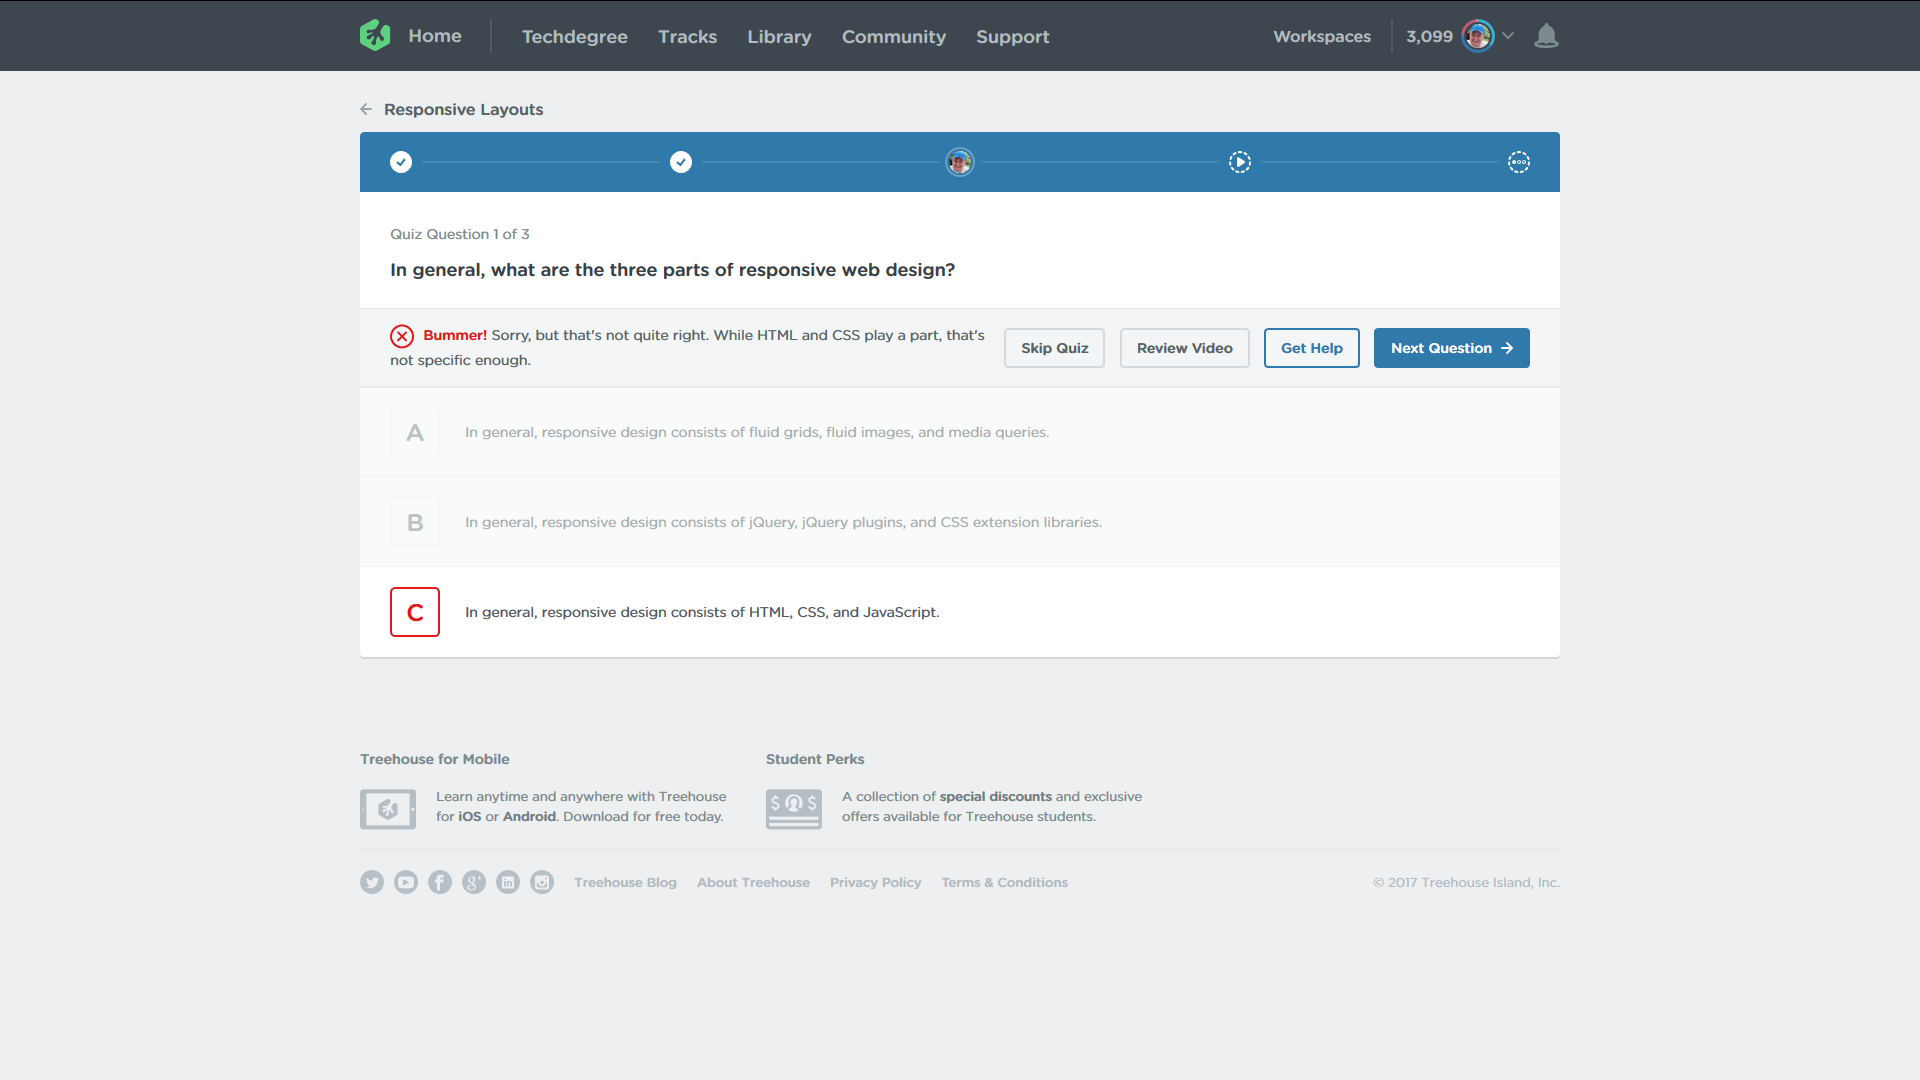 Home
Techdegree
Tracks
Library
Community
Support
Workspaces
3,099
Responsive Layouts
Quiz Question 1 of 3
In general, what are the three parts of responsive web design?
Bummer! Sorry, but that's not quite right. While HTML and CSS play a part, that's
not specific enough.
Skip Quiz
Review Video
Get Help
Next Question
A
In general, responsive design consists of fluid grids, fluid images, and media queries.
B
In general, responsive design consists of jQuery, jQuery plugins, and CSS extension libraries.
C
In general, responsive design consists of HTML, CSS, and JavaScript.
Treehouse for Mobile
Learn anytime and anywhere with Treehouse
for iOS or Android. Download for free today.
Student Perks
A collection of special discounts and exclusive
offers available for Treehouse students.
Treehouse Blog
About Treehouse
Privacy Policy
Terms & Conditions
© 2017 Treehouse Island, Inc.